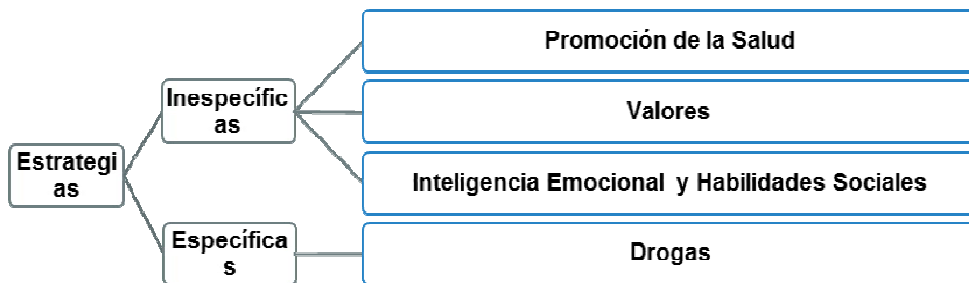 Estrategi
as
Inespecífic
as
Específica
s
Promoción de la Salud
Valores
Inteligencia Emocional y Habilidades Sociales
Drogas